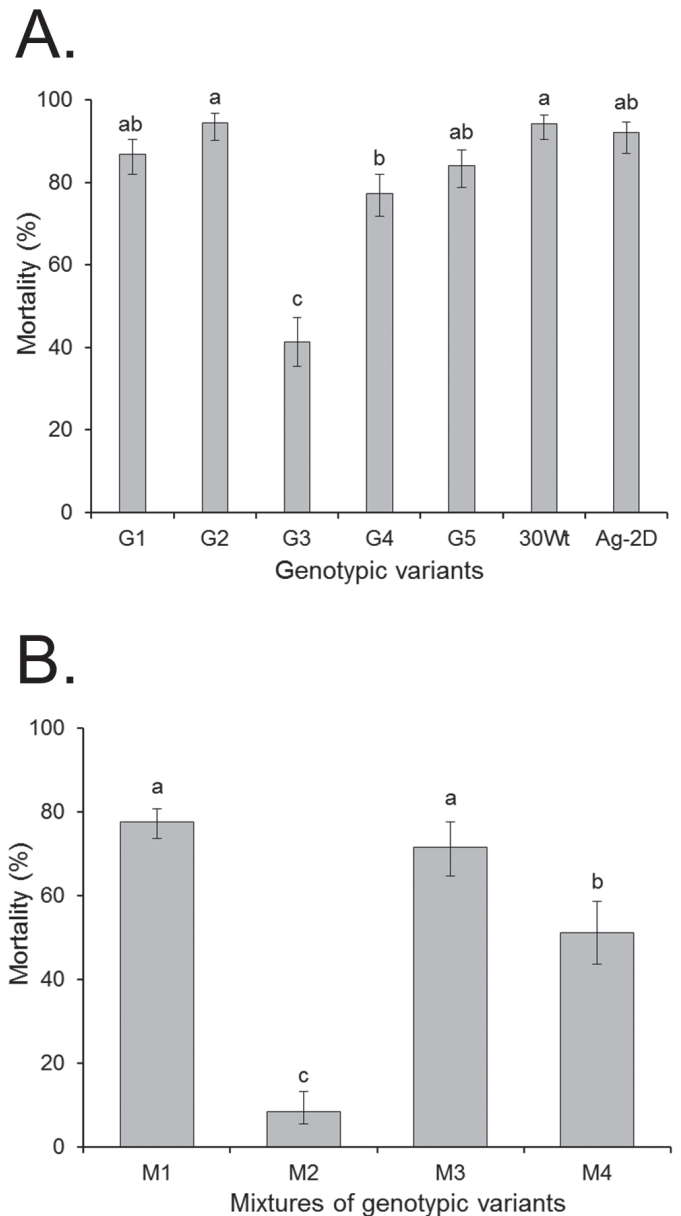 A.
100
80
60
40
20
0
Mortality (%)
ab
a
c
b
ab
a
ab
G1 G2 G3 G4 G5 30Wt Ag-2D
Genotypic variants
B.
100
80
60
40
20
0
Mortality (%)
a
c
a
b
M1 M2 M3 M4
Mixtures of genotypic variants